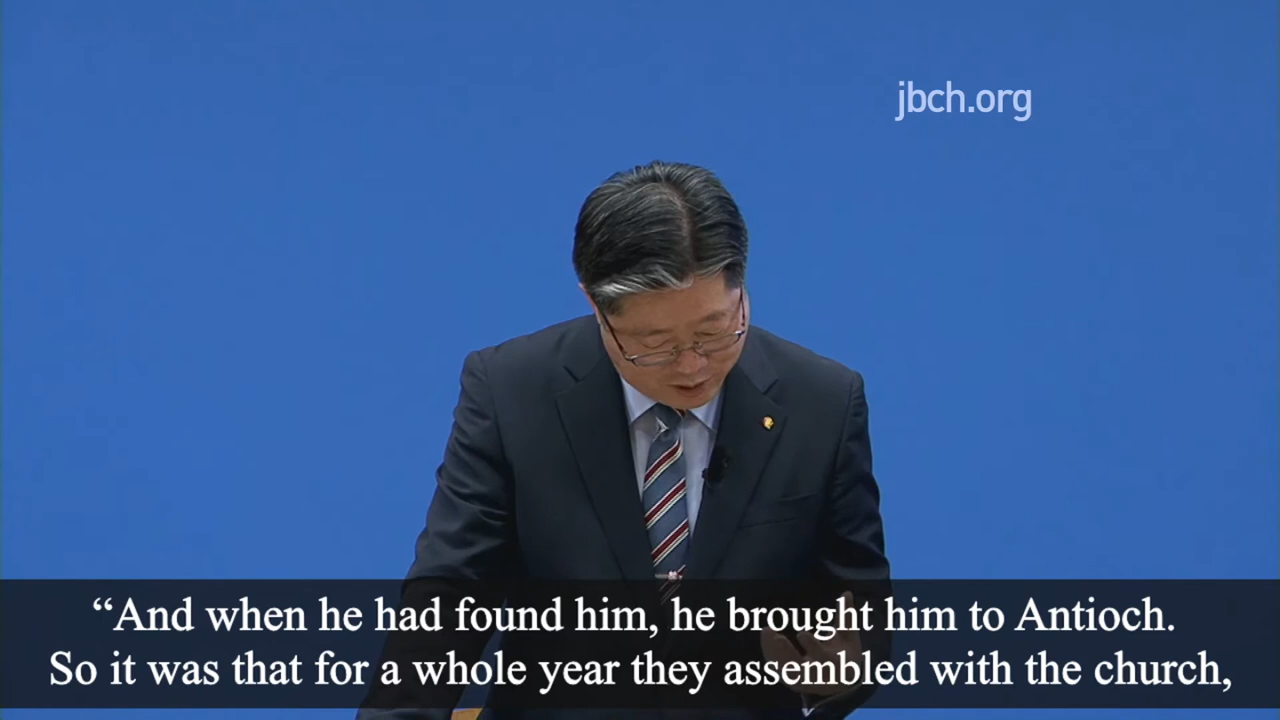 jbch.org
“And when he had found him, he brought him to Antioch.
So it was that for a whole year they assembled with the church,